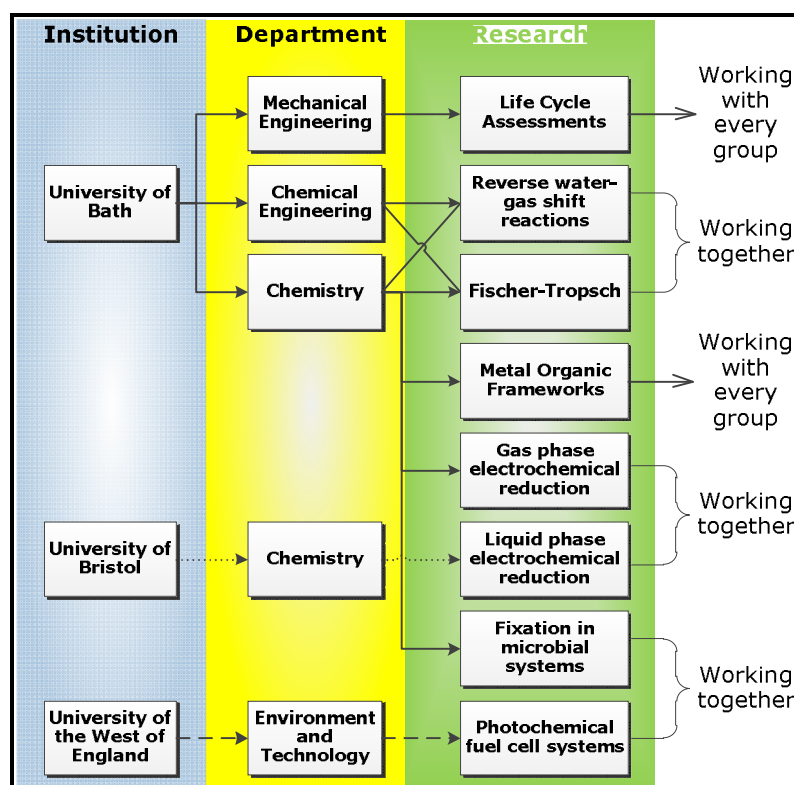 Institution
Department
Research
Mechanical
Engineering
Life Cycle
Assessments
Working
with
every
group
University of
Bath
Chemical
Engineering
Reverse water-
gas shift
reactions
Working
together
Chemistry
Fischer-Tropsch
Metal Organic
Frameworks
Working
with
every
group
Gas phase
electrochemical
reduction
Working
together
University of
Bristol
Chemistry
Liquid phase
electrochemical
reduction
Fixation in
microbial
systems
Working
together
University of
the West of
England
Environment
and
Technology
Photochemical
fuel cell systems